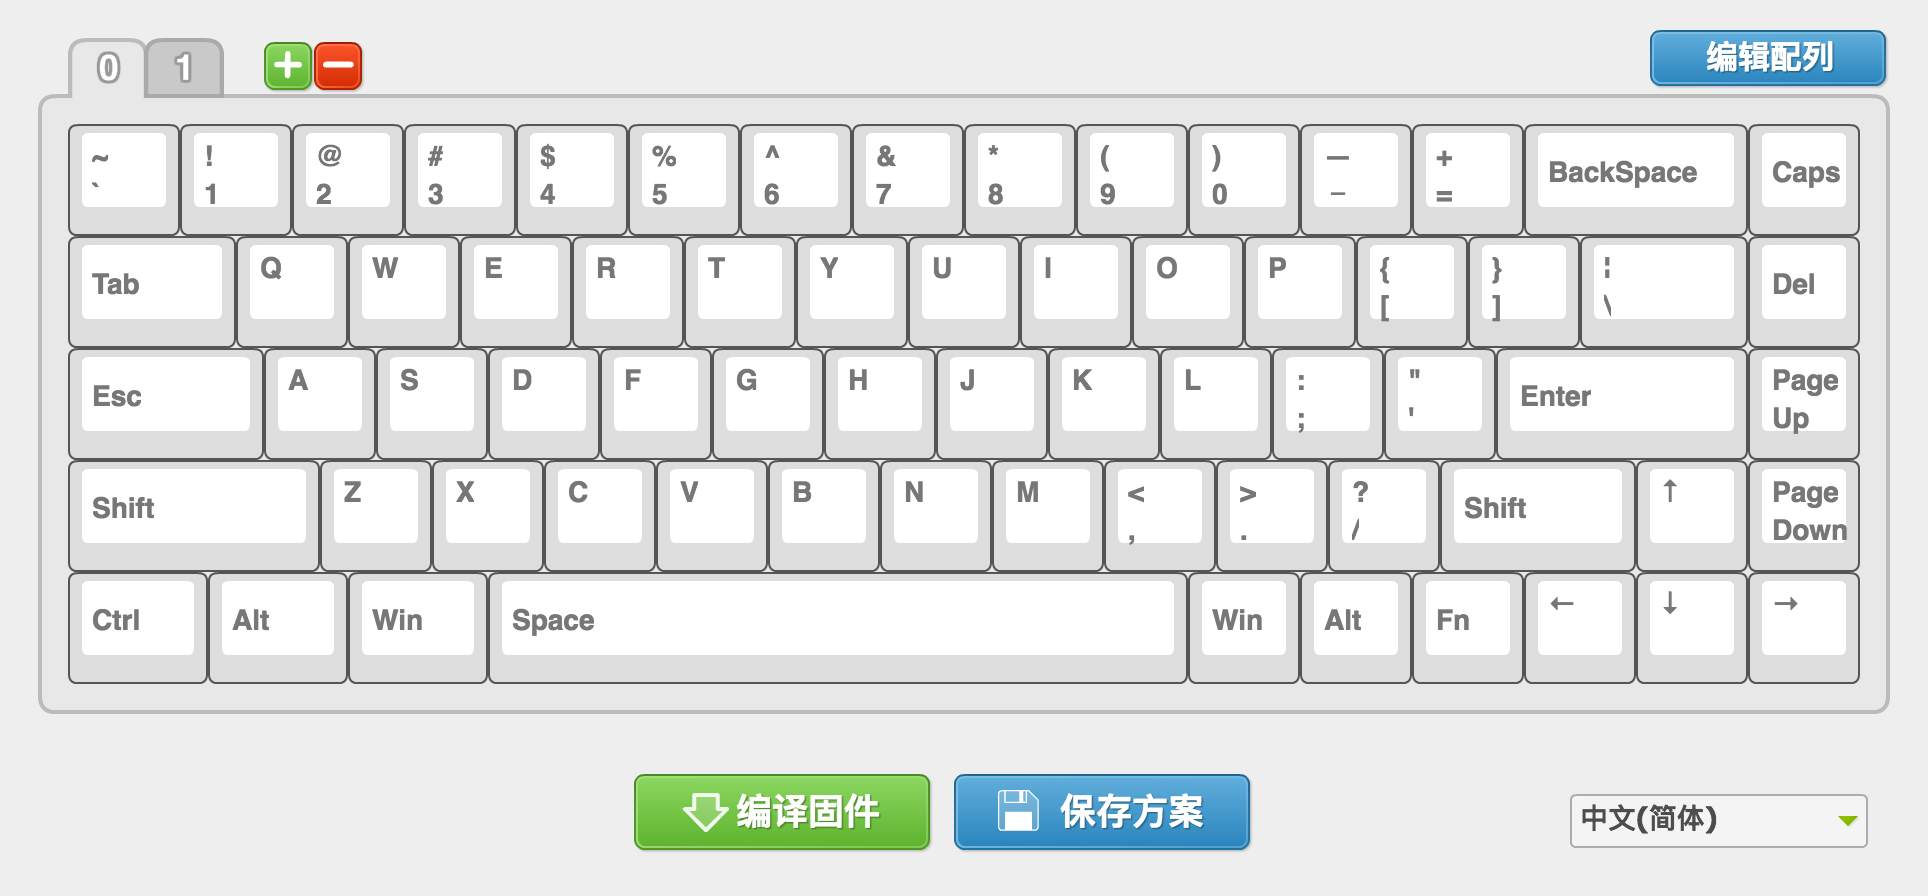 0 1 编辑配列
~ ! @ # $ % ^ & * ( ) — +
` 1 2 3 4 5 6 7 8 9 0 - = BackSpace Caps
Q W E R T Y U I O P { } ¦
Tab [ ] \ Del
A S D F G H J K L : " Page
Esc ; ' Enter Up
Z X C V B N M < > ? ↑ Page
Shift , . / Shift Down
← ↓ →
Ctrl Alt Win Space Win Alt Fn
编译固件 保存方案 中文(简体)